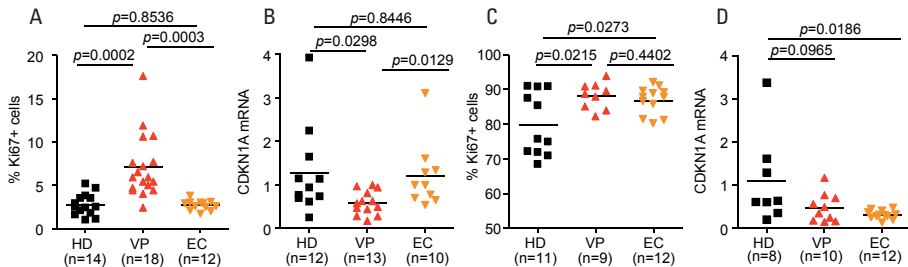 A
p=0.8536
p=0.0003
p=0.0002
% Ki67+ cells
20
15
10
5
0
HD
(n=14)
VP
(n=18)
EC
(n=12)
B
p=0.8446
p=0.0298
p=0.0129
CDKN1A mRNA
4
3
2
1
0
HD
(n=12)
VP
(n=13)
EC
(n=10)
C
p=0.0273
p=0.0215
p=0.4402
% Ki67+ cells
100
90
80
70
60
50
HD
(n=11)
VP
(n=9)
EC
(n=12)
D
p=0.0186
p=0.0965
CDKN1A mRNA
4
3
2
1
0
HD
(n=8)
VP
(n=10)
EC
(n=12)